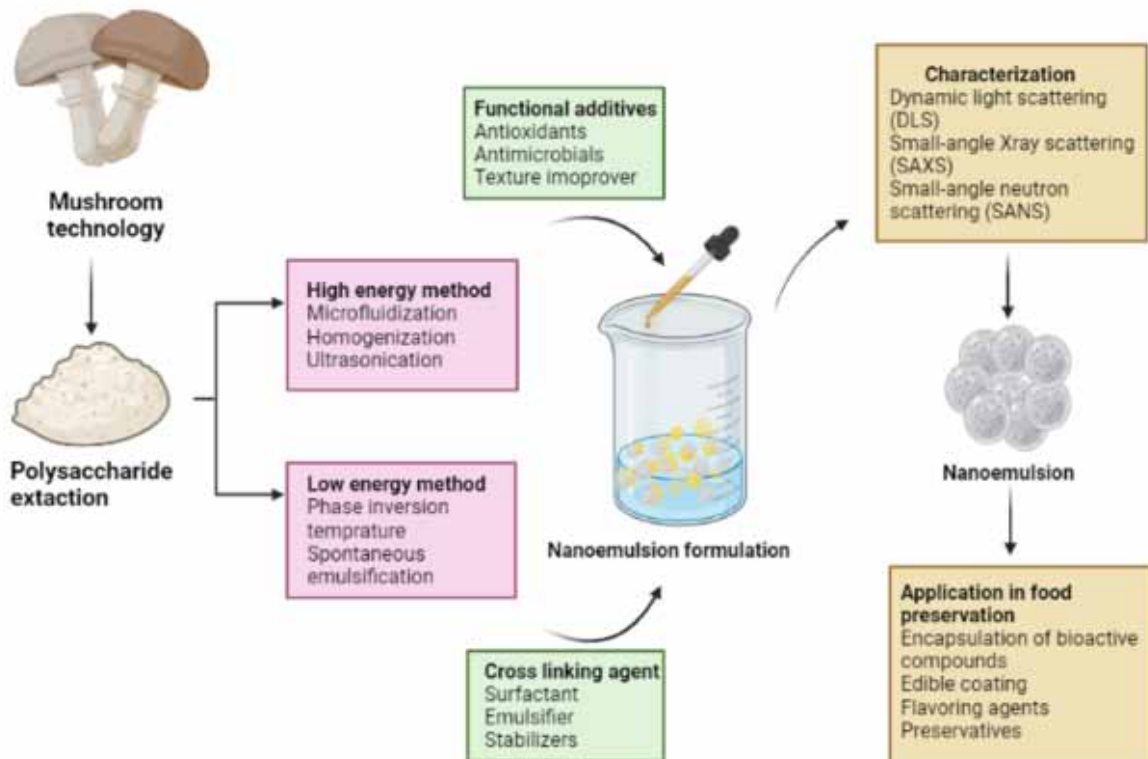 Mushroom
technology
Polysaccharide
extaction
High energy method
Microfluidization
Homogenization
Ultrasonication
Low energy method
Phase inversion
temprature
Spontaneous
emulsification
Functional additives
Antioxidants
Antimicrobials
Texture imoprover
Nanoemulsion formulation
Cross linking agent
Surfactant
Emulsifier
Stabilizers
Characterization
Dynamic light scattering
(DLS)
Small-angle Xray scattering
(SAXS)
Small-angle neutron
scattering (SANS)
Nanoemulsion
Application in food
preservation
Encapsulation of bioactive
compounds
Edible coating
Flavoring agents
Preservatives